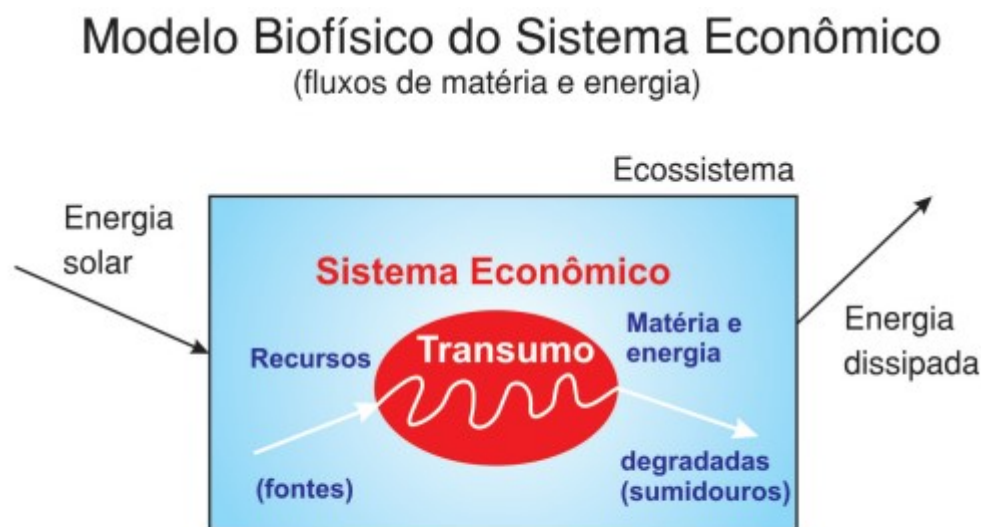 Modelo Biofísico do Sistema Econômico
(fluxos de matéria e energia)
Ecossistema
Energia
solar
Sistema Econômico
Recursos
Transumo
Matéria e
energia
Energia
dissipada
(fontes)
degradadas
(sumidouros)